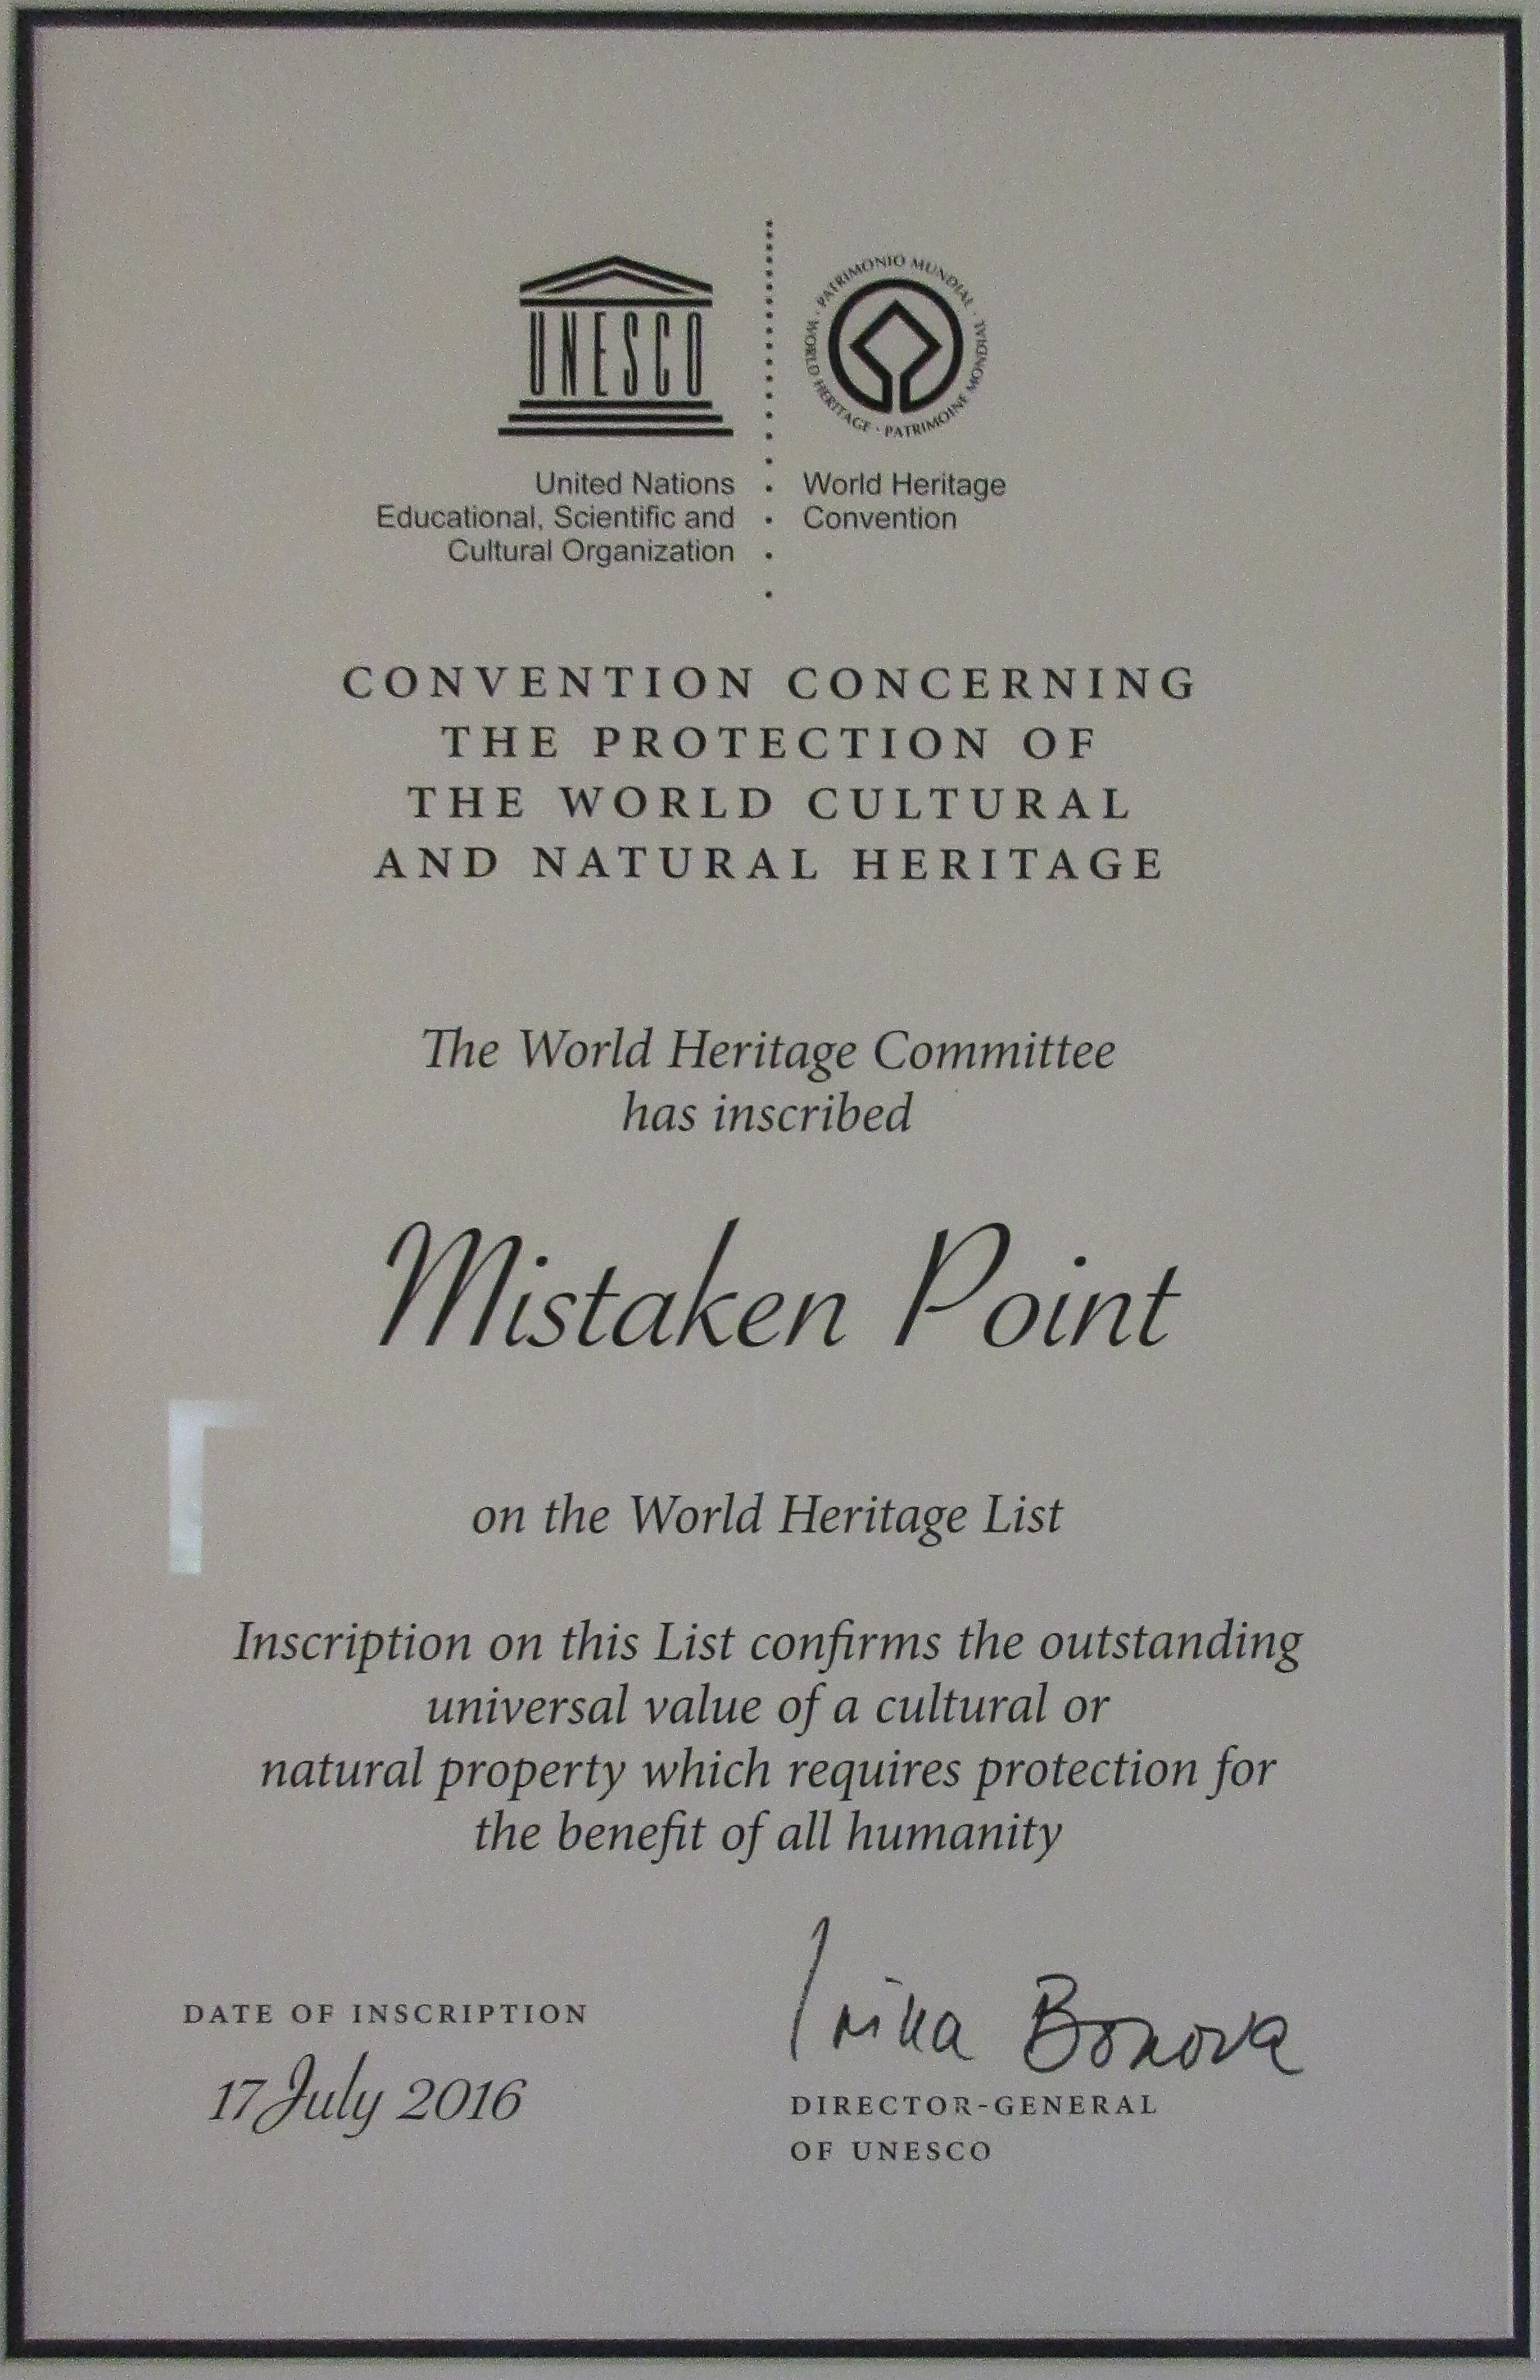 UNESCO
PATRIMONIO MUNDIAL · WORLD HERITAGE · PATRIMOINE MONDIAL ·
United Nations
Educational, Scientific and
Cultural Organization
World Heritage
Convention
CONVENTION CONCERNING
THE PROTECTION OF
THE WORLD CULTURAL
AND NATURAL HERITAGE
The World Heritage Committee
has inscribed
Mistaken Point
on the World Heritage List
Inscription on this List confirms the outstanding
universal value of a cultural or
natural property which requires protection for
the benefit of all humanity
DATE OF INSCRIPTION
17 July 2016
Irina Bokova
DIRECTOR-GENERAL
OF UNESCO